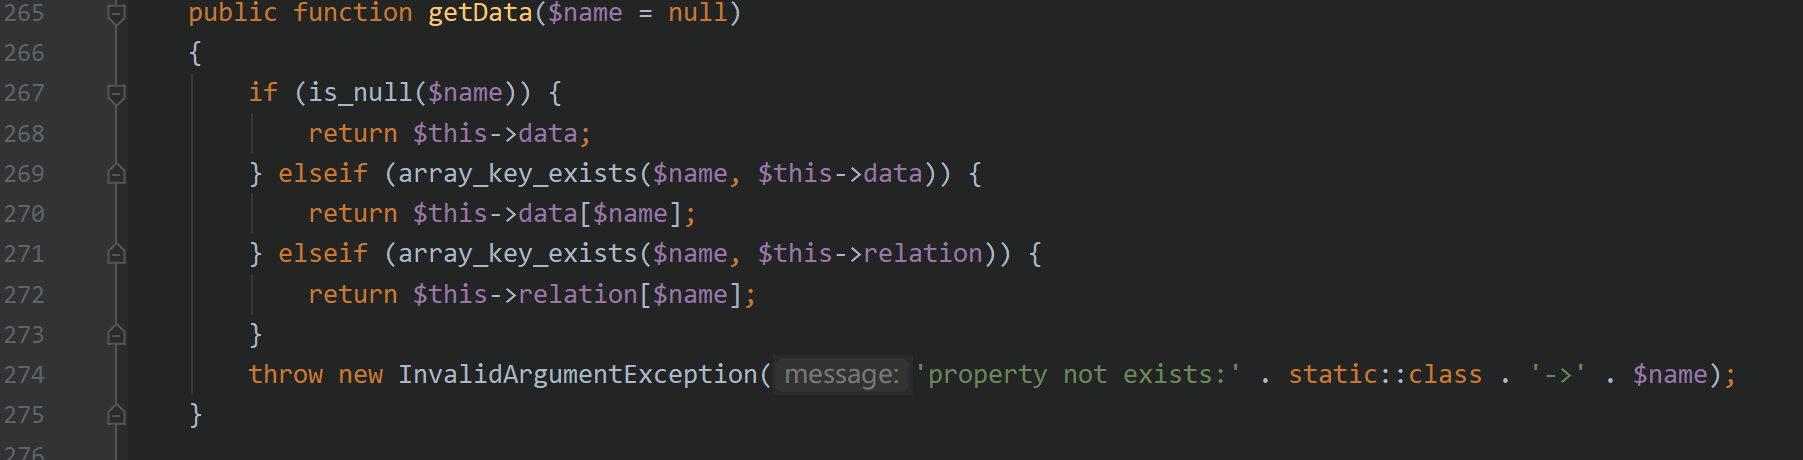 265 public function getData($name = null)
266 {
267 if (is_null($name)) {
268 return $this->data;
269 } elseif (array_key_exists($name, $this->data)) {
270 return $this->data[$name];
271 } elseif (array_key_exists($name, $this->relation)) {
272 return $this->relation[$name];
273 }
274 throw new InvalidArgumentException( message: 'property not exists:' . static::class . '->' . $name);
275 }
276